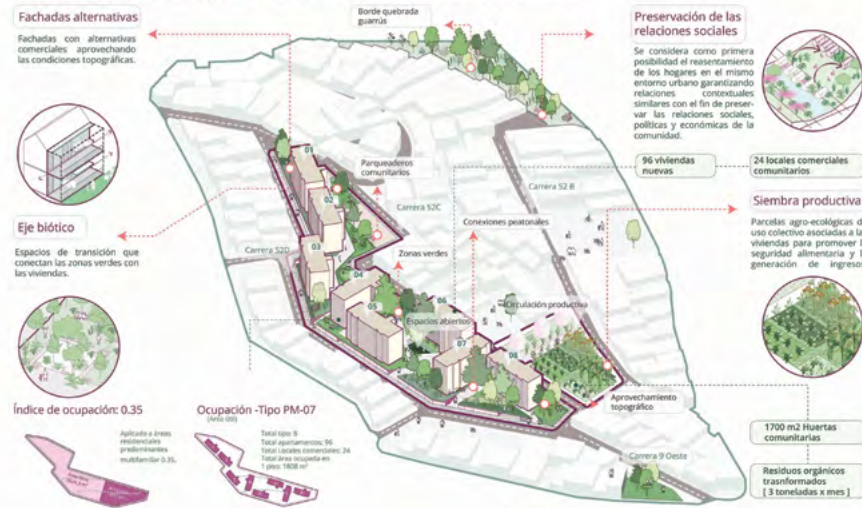 Fachadas alternativas
Fachadas con alternativas
comerciales aprovechando
las condiciones topográficas.
Eje biótico
Espacios de transición que
conectan las zonas verdes con
las viviendas.
Índice de ocupación: 0.35
Aplicado a áreas
residenciales
predominantes
multifamiliar 0.35.
Ocupación -Tipo PM-07
Total tipo: 8
Total apartamentos: 96
Total Locales comerciales: 24
Total área ocupada en
1 piso: 1808 m²
Borde quebrada
guarrús
01
02
03
04
05
06
07
08
Parqueaderos
comunitarios
Carrera 52C
Carrera 52D
Carrera 52 B
Conexiones peatonales
Zonas verdes
Espacios abiertos
Circulación productiva
Aprovechamiento
topográfico
Carrera 9 Oeste
Preservación de las
relaciones sociales
Se considera como primera
posibilidad el reasentamiento
de los hogares en el mismo
entorno urbano garantizando
relaciones contextuales
similares con el fin de preser-
var las relaciones sociales,
políticas y económicas de la
comunidad.
96 viviendas
nuevas
24 locales comerciales
comunitarios
Siembra productiva
Parcelas agro-ecológicas d
uso colectivo asociadas a la
viviendas para promover l
seguridad alimentaria y l
generación de ingresos
1700 m2 Huertas
comunitarias
Residuos orgánicos
trasnformados
[ 3 toneladas x mes ]